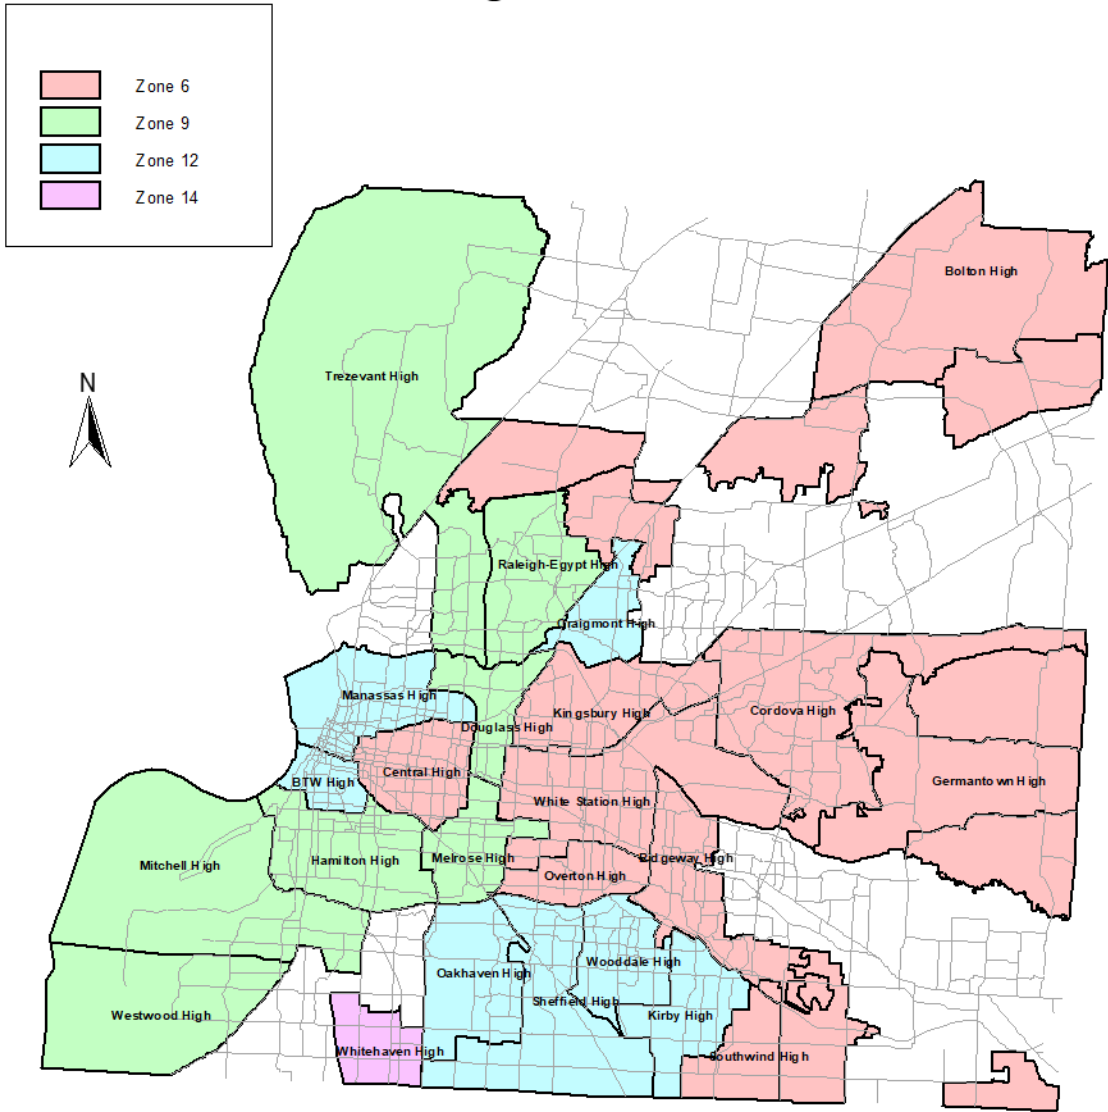 Zone 6
Zone 9
Zone 12
Zone 14
Bolton High
N
Trezevant High
Raleigh-Egypt High
Craigmont High
Manassas High
Kingsbury High
Cordova High
Douglass High
Central High
BTW High
Germantown High
White Station High
Mitchell High
Hamilton High
Melrose High
Ridgeway High
Overton High
Wooddale High
Oakhaven High
Sheffield High
Westwood High
Kirby High
Whitehaven High
Southwind High